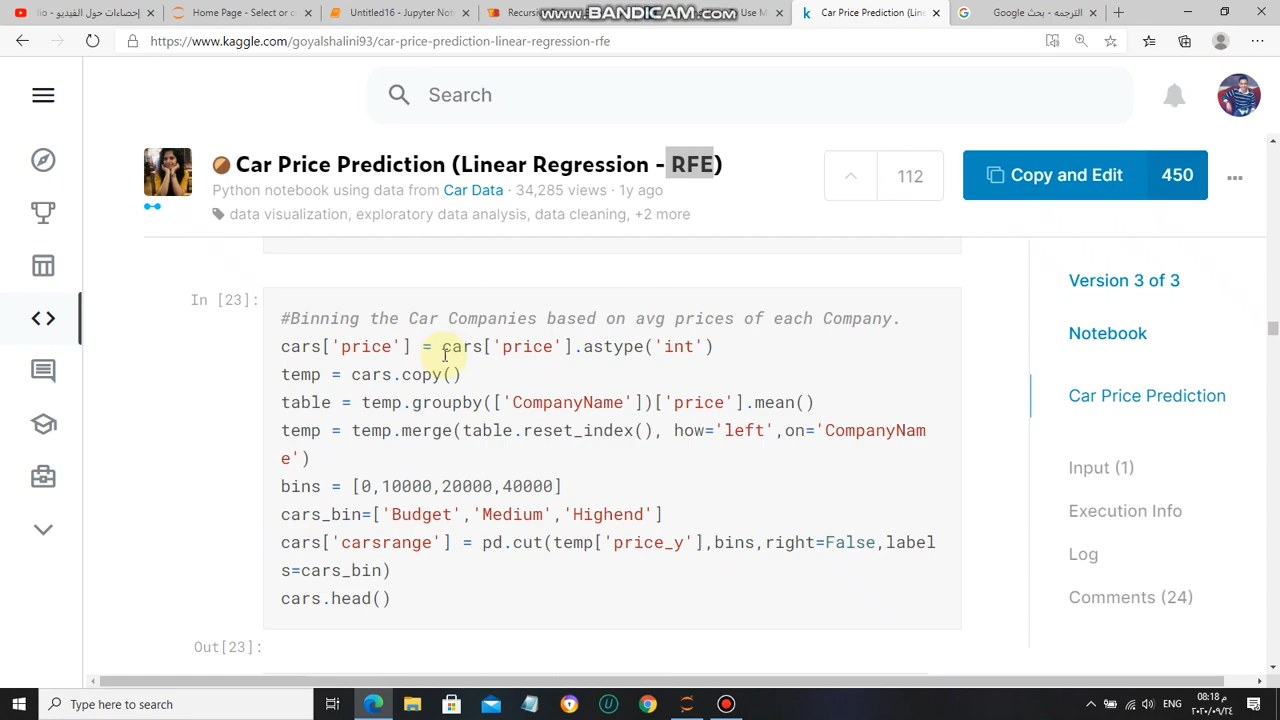 www.BANDICAM.com
Home Page - Select or c
Untitled16 - Jupyter Note
Recursiv
Use M
Car Price Prediction (Line
الترجمة - بحث Google
https://www.kaggle.com/goyalshalini93/car-price-prediction-linear-regression-rfe
Search
Car Price Prediction (Linear Regression - RFE)
112
Copy and Edit
450
Python notebook using data from Car Data · 34,285 views · 1y ago
data visualization, exploratory data analysis, data cleaning, +2 more
Version 3 of 3
Notebook
Car Price Prediction
Input (1)
Execution Info
Log
Comments (24)
In [23]:
#Binning the Car Companies based on avg prices of each Company.
cars['price'] = cars['price'].astype('int')
temp = cars.copy()
table = temp.groupby(['CompanyName'])['price'].mean()
temp = temp.merge(table.reset_index(), how='left',on='CompanyNam
e')
bins = [0,10000,20000,40000]
cars_bin=['Budget','Medium','Highend']
cars['carsrange'] = pd.cut(temp['price_y'],bins,right=False,label
s=cars_bin)
cars.head()
Out[23]:
Type here to search
ENG
08:18 م